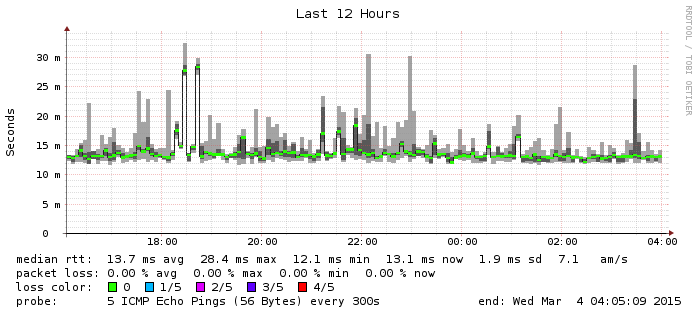 Last 12 Hours
RRDTOOL / TOBI OETIKER
Seconds
30 m
25 m
20 m
15 m
10 m
5 m
0
18:00 20:00 22:00 00:00 02:00 04:00
median rtt: 13.7 ms avg 28.4 ms max 12.1 ms min 13.1 ms now 1.9 ms sd 7.1 am/s
packet loss: 0.00 % avg 0.00 % max 0.00 % min 0.00 % now
loss color: 0 1/5 2/5 3/5 4/5
probe: 5 ICMP Echo Pings (56 Bytes) every 300s end: Wed Mar 4 04:05:09 2015